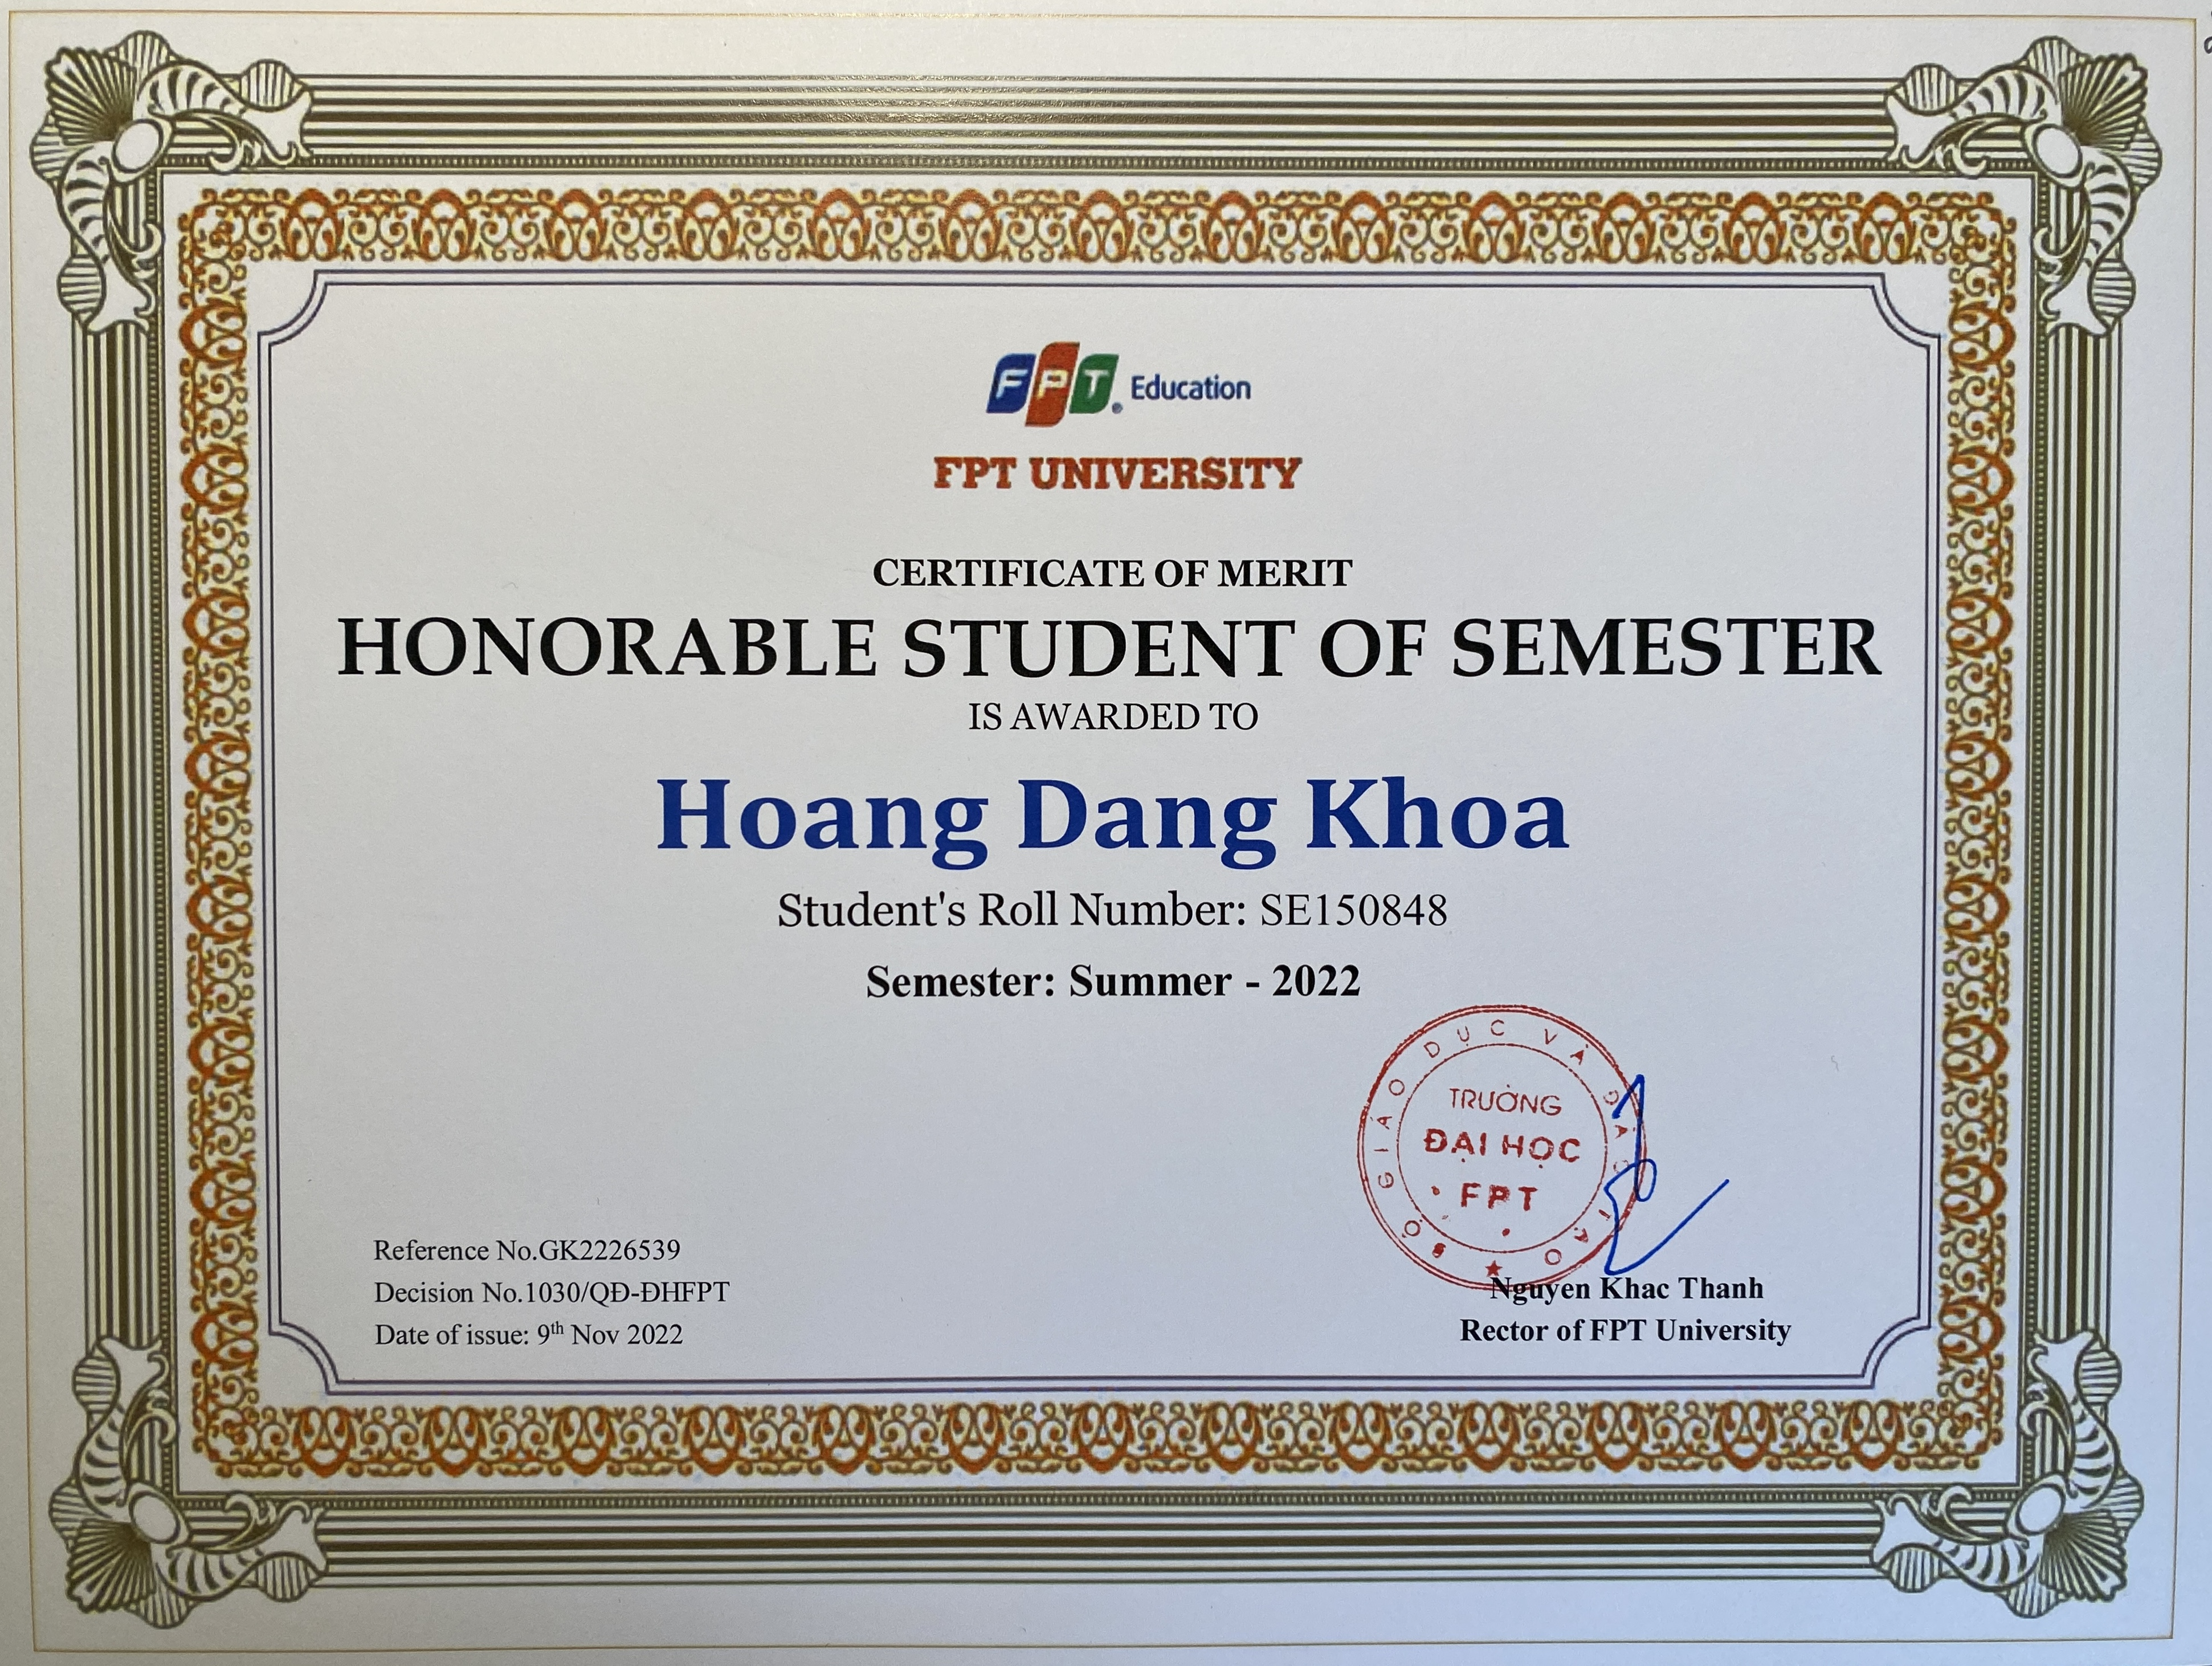 FPT Education
FPT UNIVERSITY
CERTIFICATE OF MERIT
HONORABLE STUDENT OF SEMESTER
IS AWARDED TO
Hoang Dang Khoa
Student's Roll Number: SE150848
Semester: Summer - 2022
BỘ GIÁO DỤC VÀ ĐÀO TẠO
TRƯỜNG
ĐẠI HỌC
FPT
Reference No.GK2226539
Decision No.1030/QĐ-ĐHFPT
Date of issue: 9th Nov 2022
Nguyen Khac Thanh
Rector of FPT University